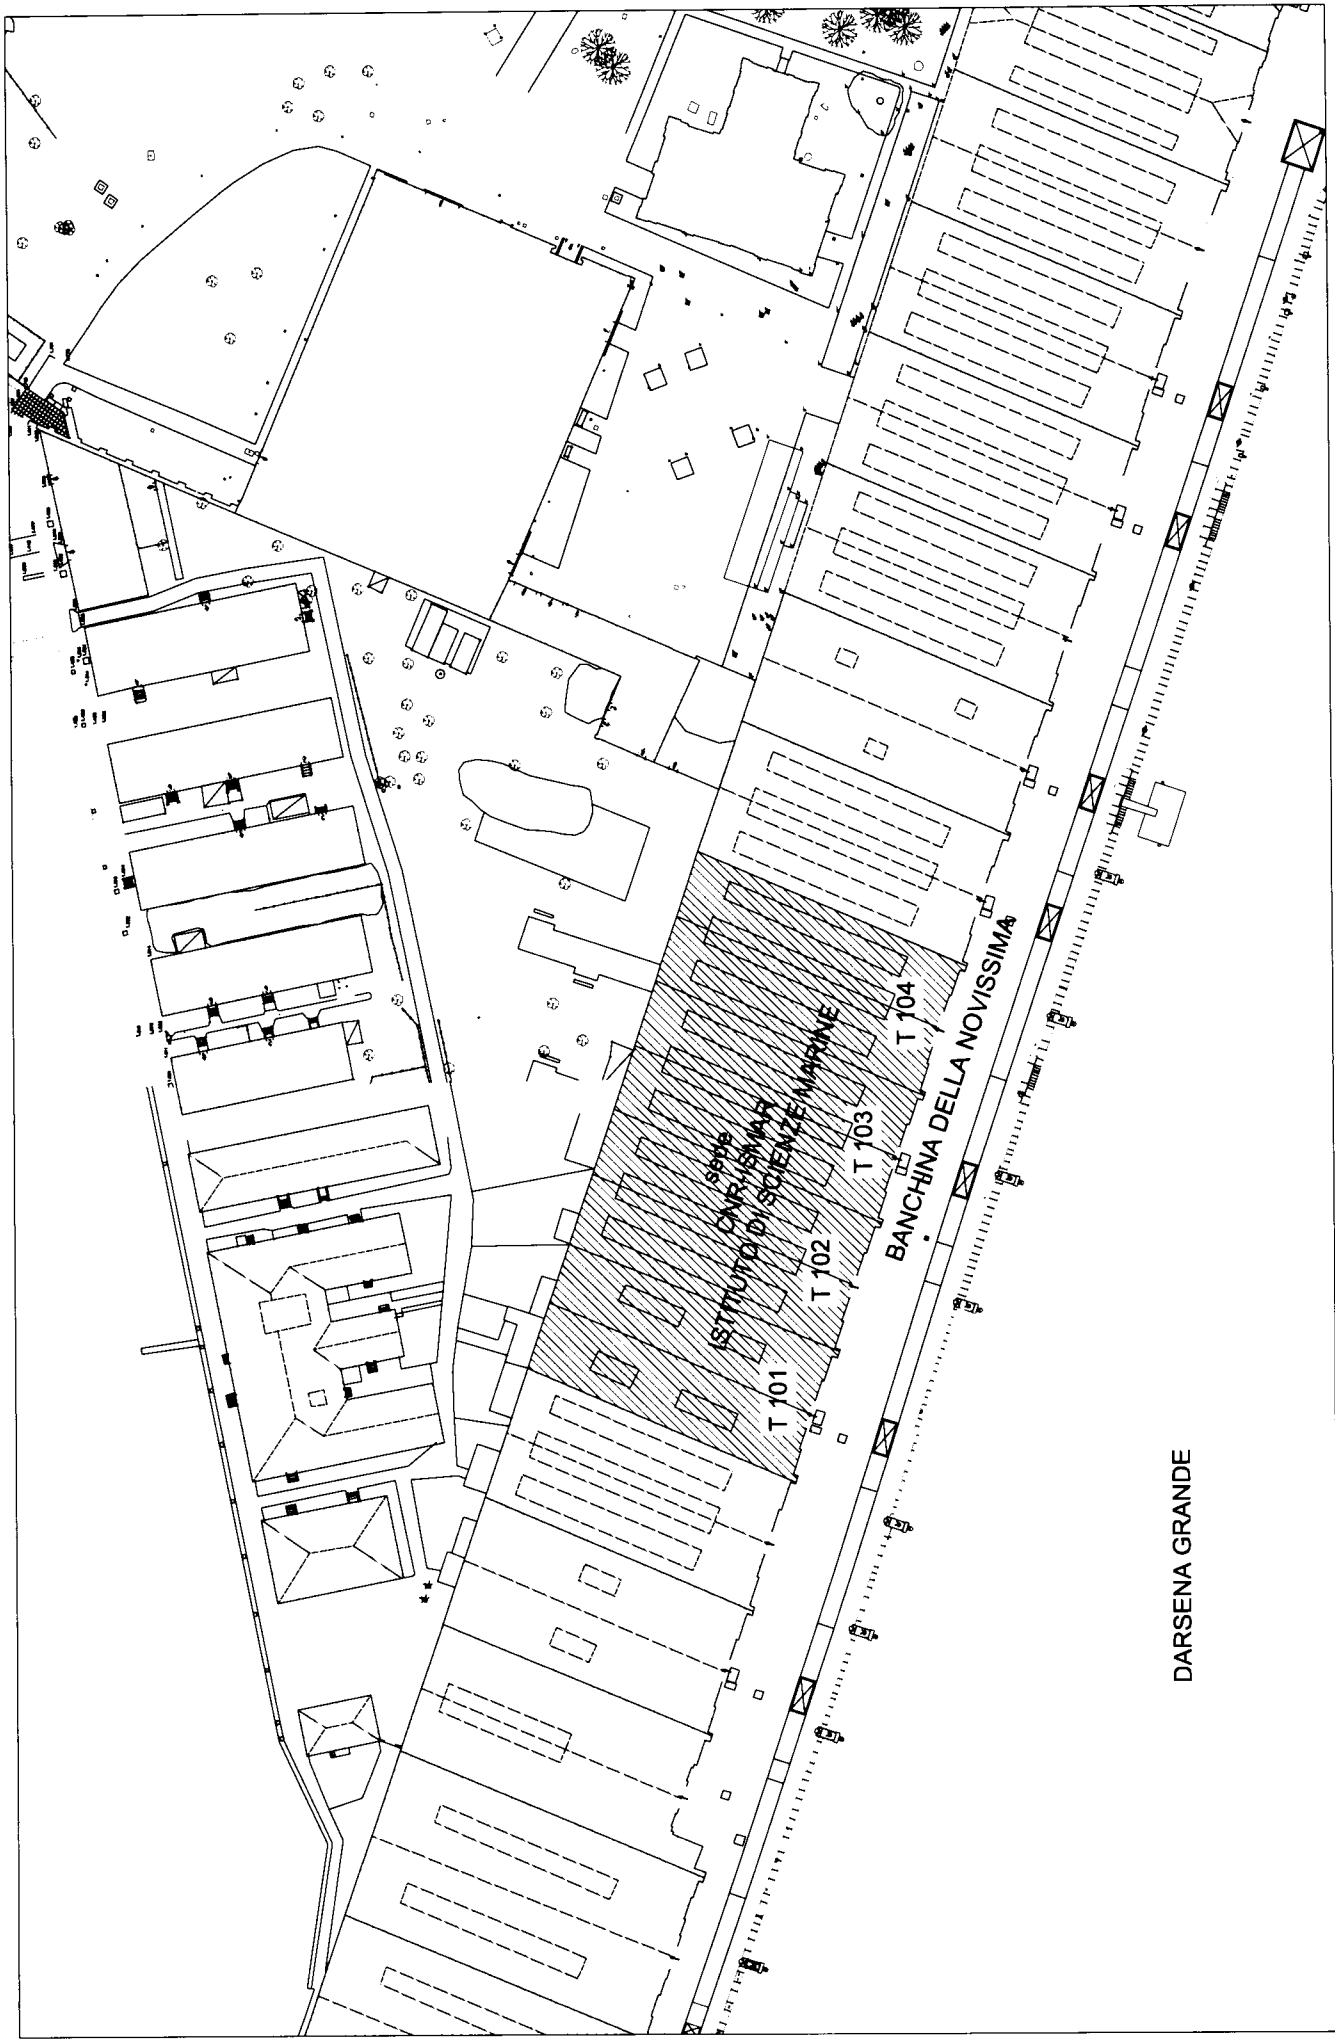 sede
CNR-ISMAR
ISTITUTO DI SCIENZE MARINE
T 101
T 102
T 103
T 104
BANCHINA DELLA NOVISSIMA
DARSENA GRANDE